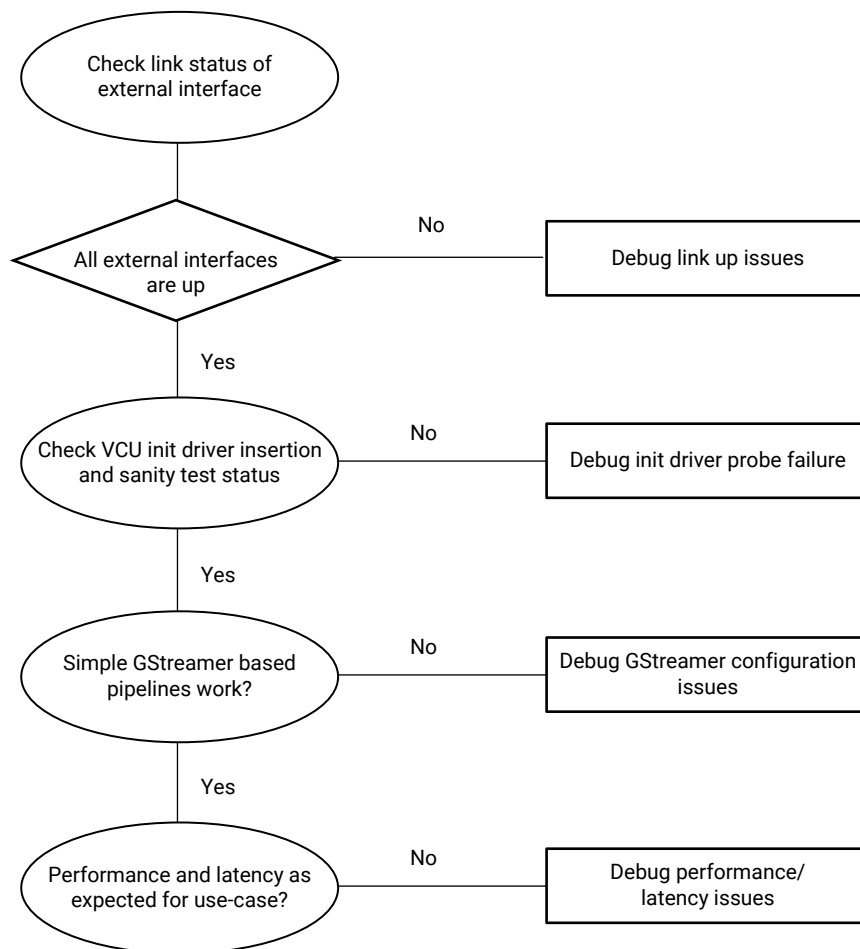 Check link status of
external interface
All external interfaces
are up
No
Debug link up issues
Yes
Check VCU init driver insertion
and sanity test status
No
Debug init driver probe failure
Yes
Simple GStreamer based
pipelines work?
No
Debug GStreamer configuration
issues
Yes
Performance and latency as
expected for use-case?
No
Debug performance/
latency issues